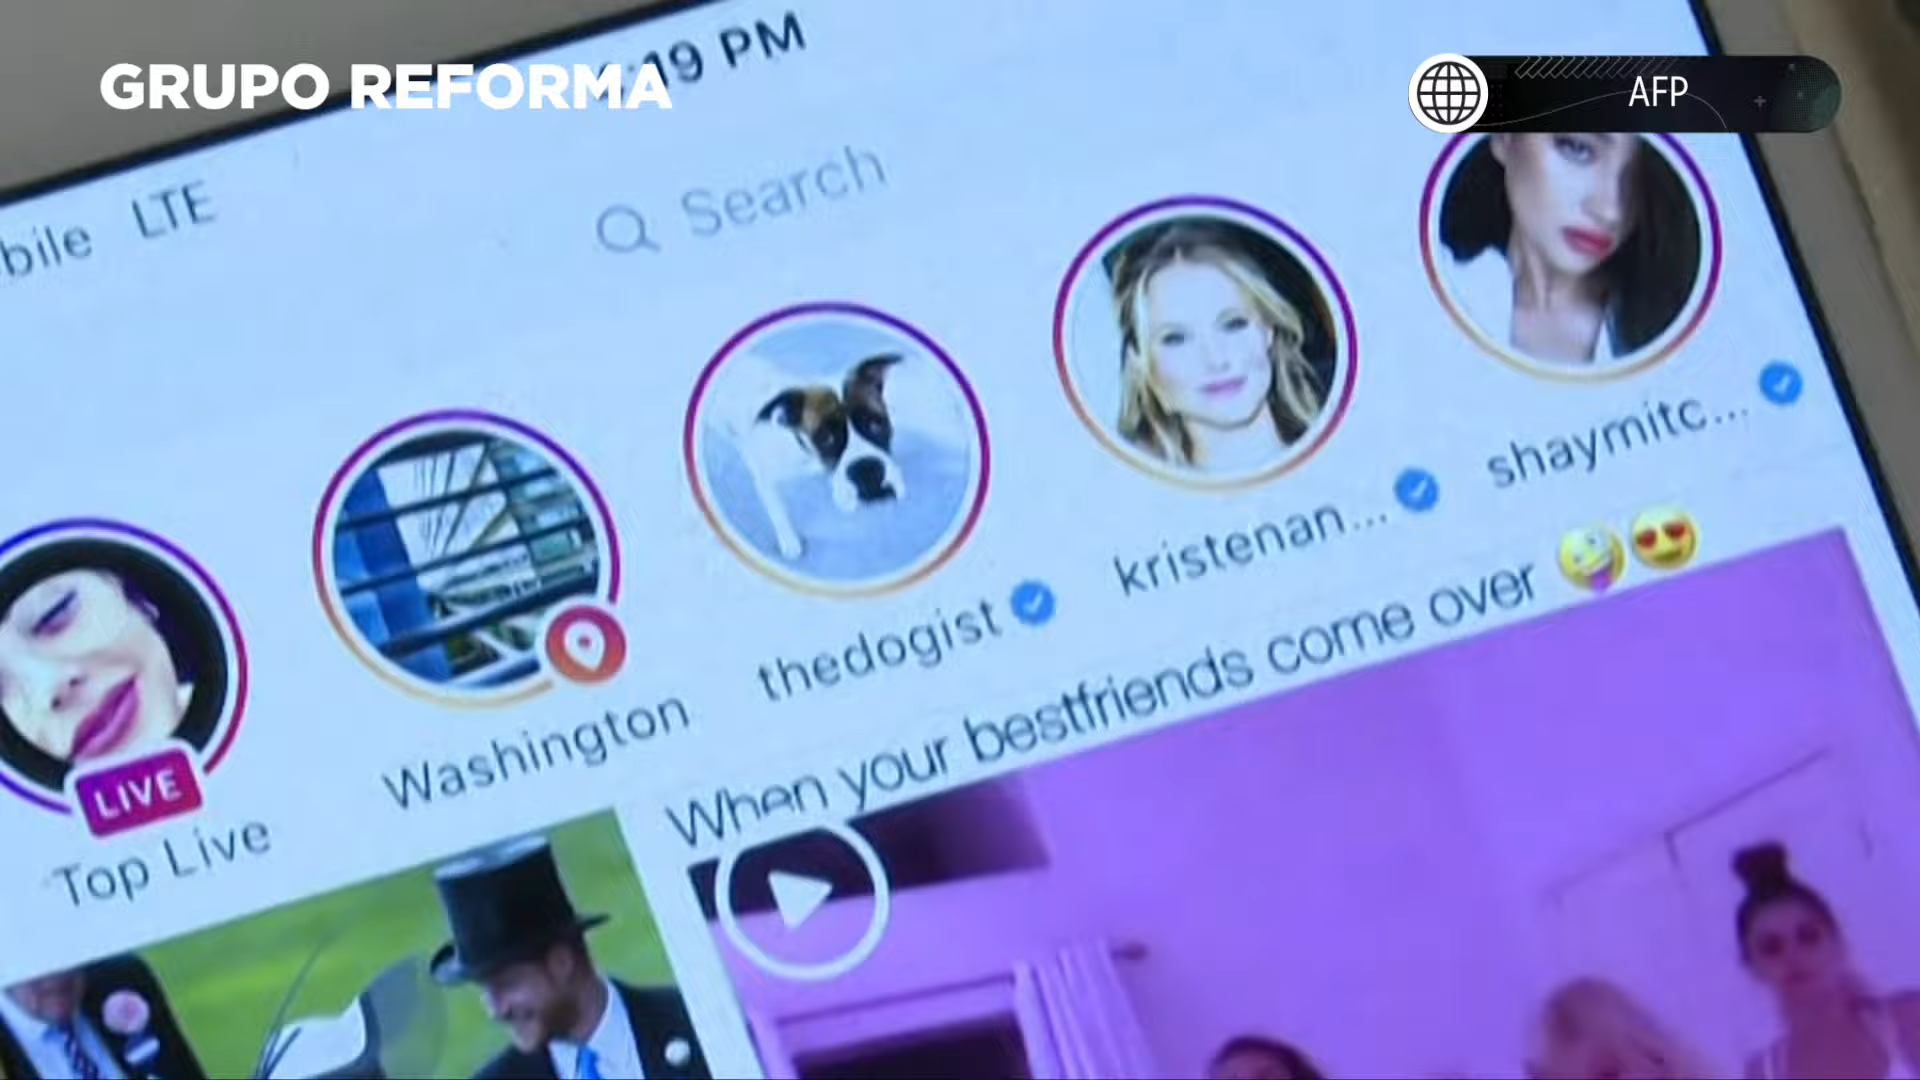 GRUPO REFORMA
AFP
:19 PM
bile LTE
Search
shaymitc...
kristenan...
thedogist
Washington
LIVE
Top Live
When your bestfriends come over 🤪😍